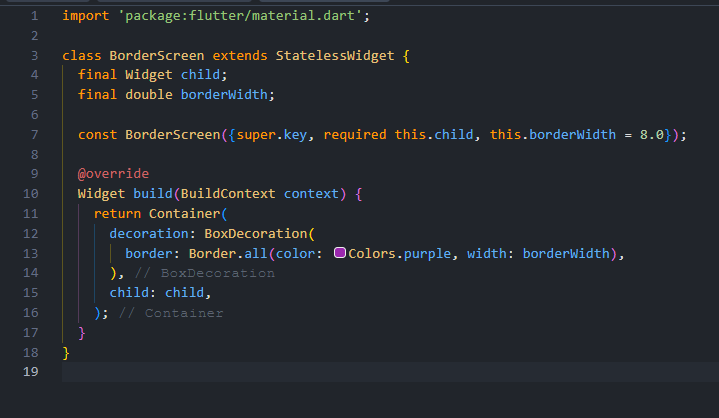 1 import 'package:flutter/material.dart';
2
3 class BorderScreen extends StatelessWidget {
4   final Widget child;
5   final double borderWidth;
6
7   const BorderScreen({super.key, required this.child, this.borderWidth = 8.0});
8
9   @override
10   Widget build(BuildContext context) {
11     return Container(
12       decoration: BoxDecoration(
13         border: Border.all(color: Colors.purple, width: borderWidth),
14       ), // BoxDecoration
15       child: child,
16     ); // Container
17   }
18 }
19